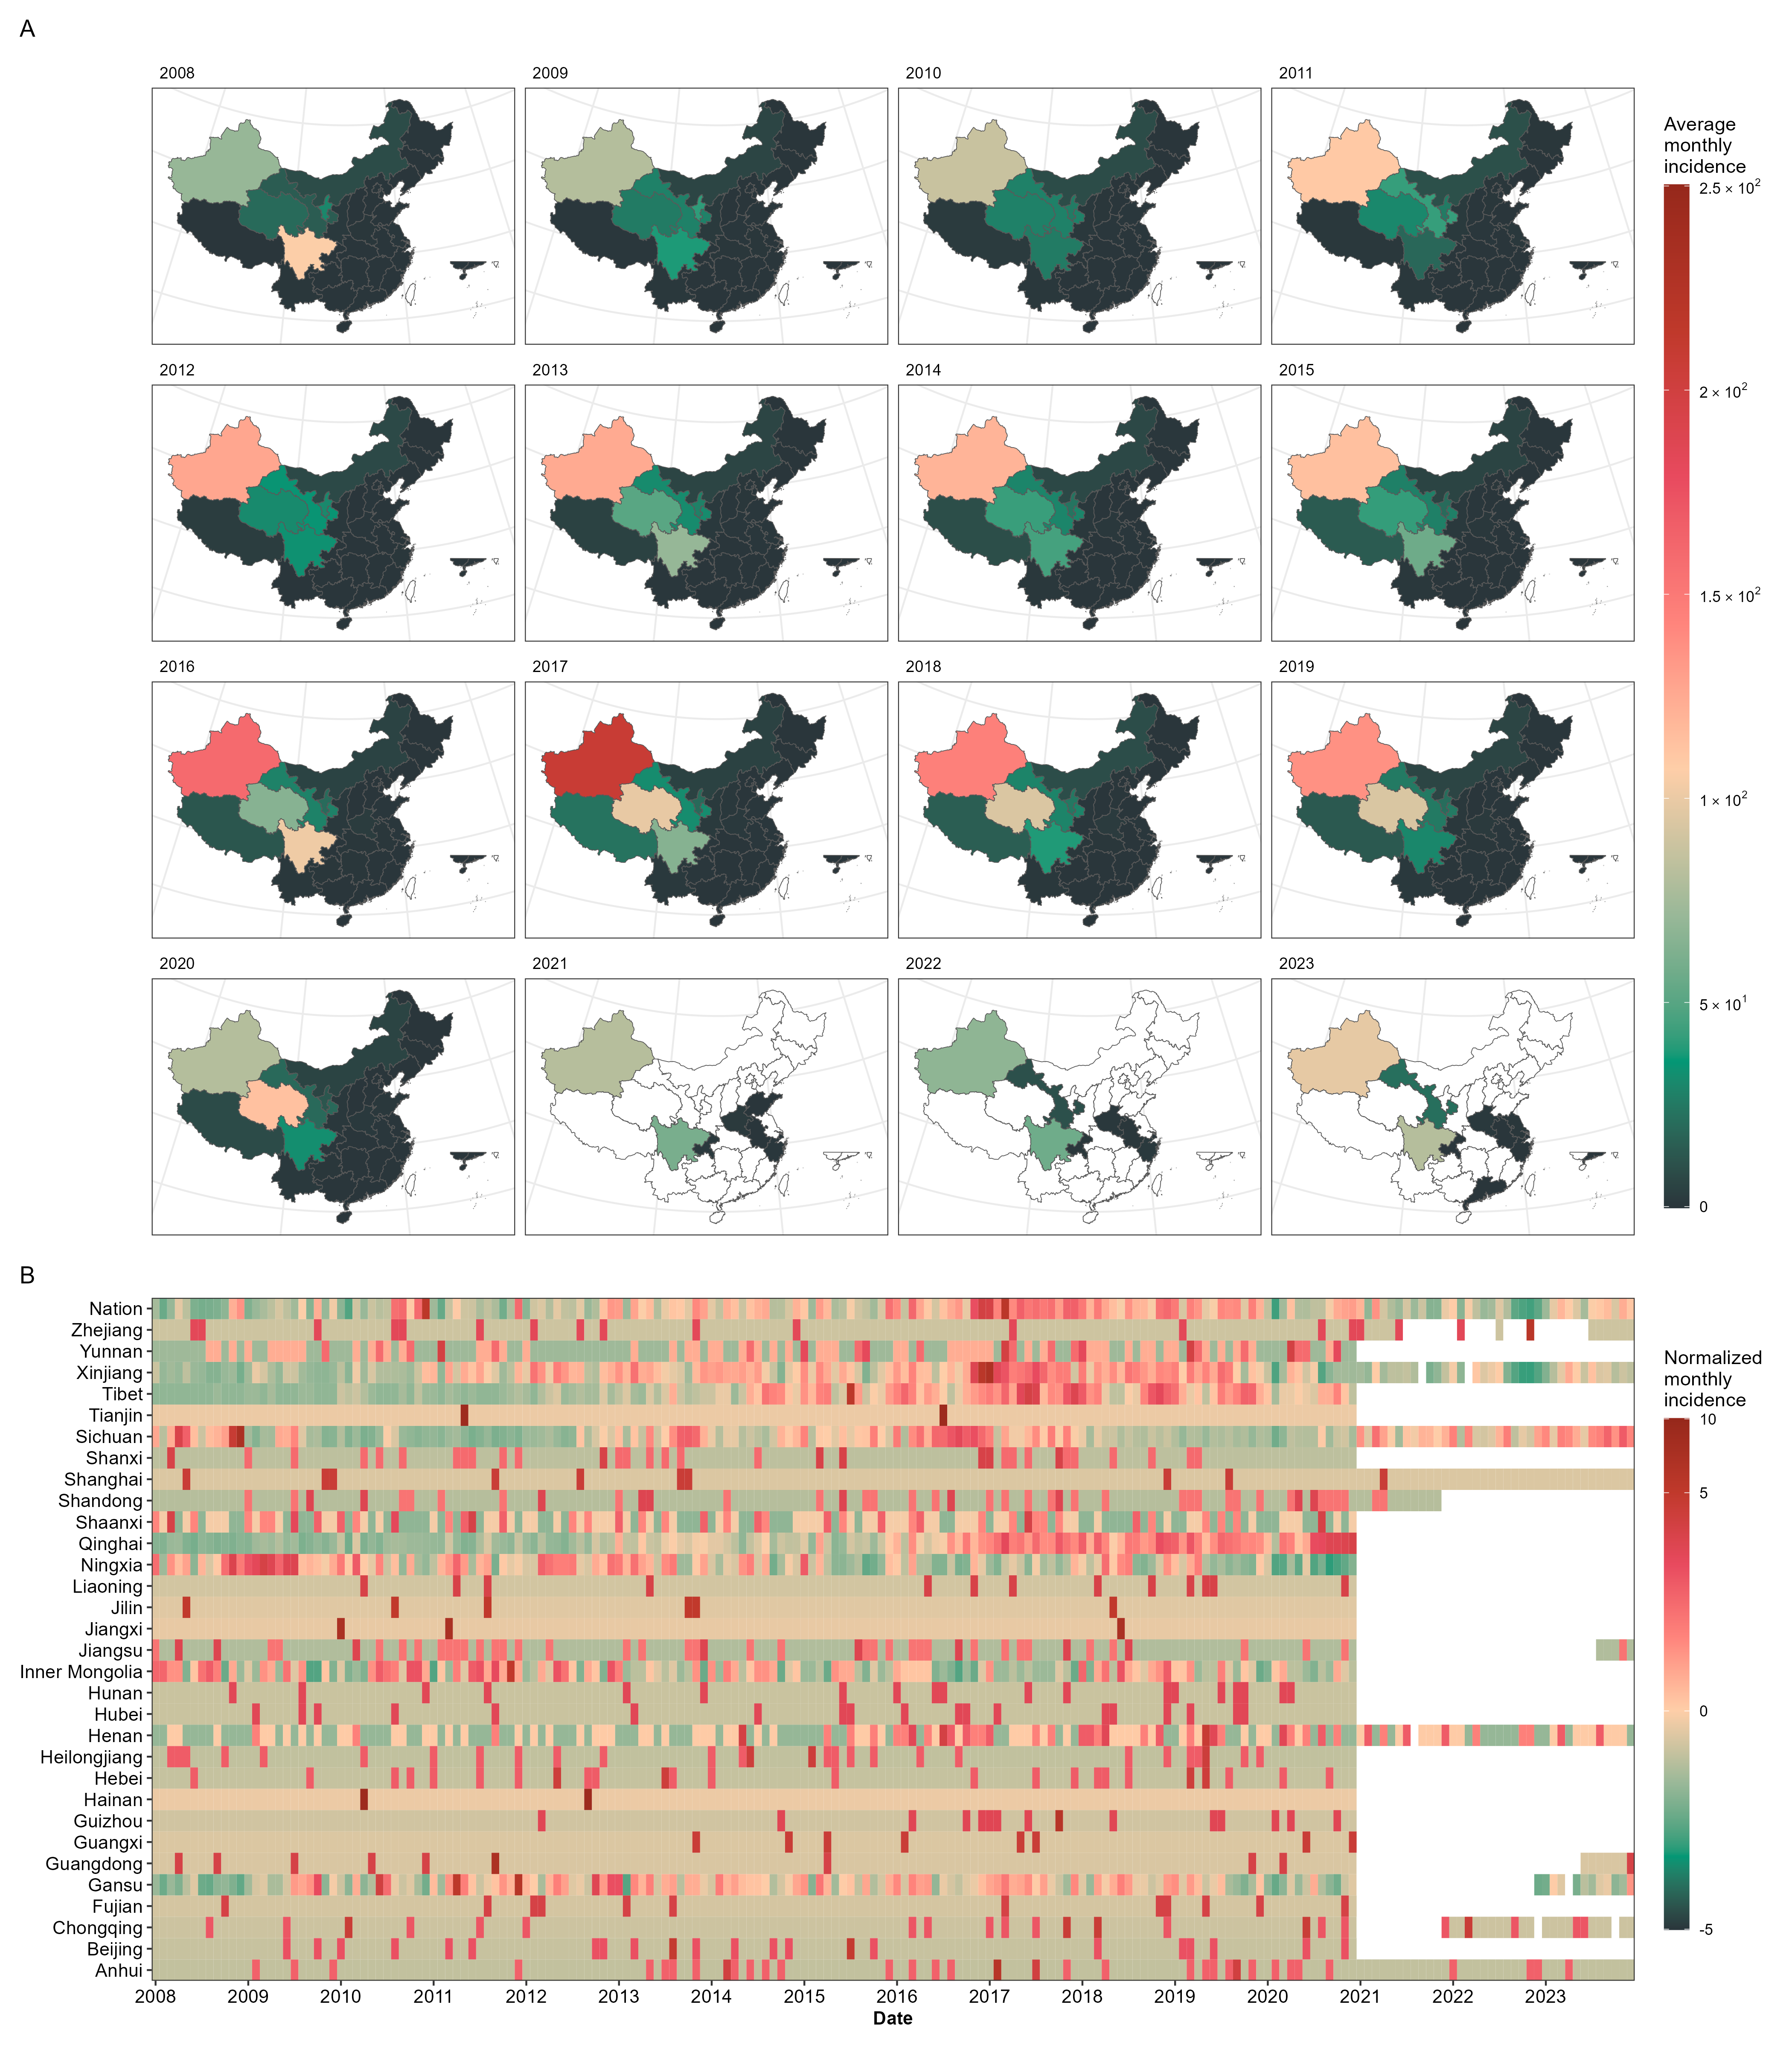 A
2008
2009
2010
2011
Average
monthly
incidence
2.5 × 10²
2 × 10²
1.5 × 10²
1 × 10²
5 × 10¹
0
2012
2013
2014
2015
2016
2017
2018
2019
2020
2021
2022
2023
B
Nation
Zhejiang
Yunnan
Xinjiang
Tibet
Tianjin
Sichuan
Shanxi
Shanghai
Shandong
Shaanxi
Qinghai
Ningxia
Liaoning
Jilin
Jiangxi
Jiangsu
Inner Mongolia
Hunan
Hubei
Henan
Heilongjiang
Hebei
Hainan
Guizhou
Guangxi
Guangdong
Gansu
Fujian
Chongqing
Beijing
Anhui
Normalized
monthly
incidence
10
5
0
-5
2008 2009 2010 2011 2012 2013 2014 2015 2016 2017 2018 2019 2020 2021 2022 2023
Date